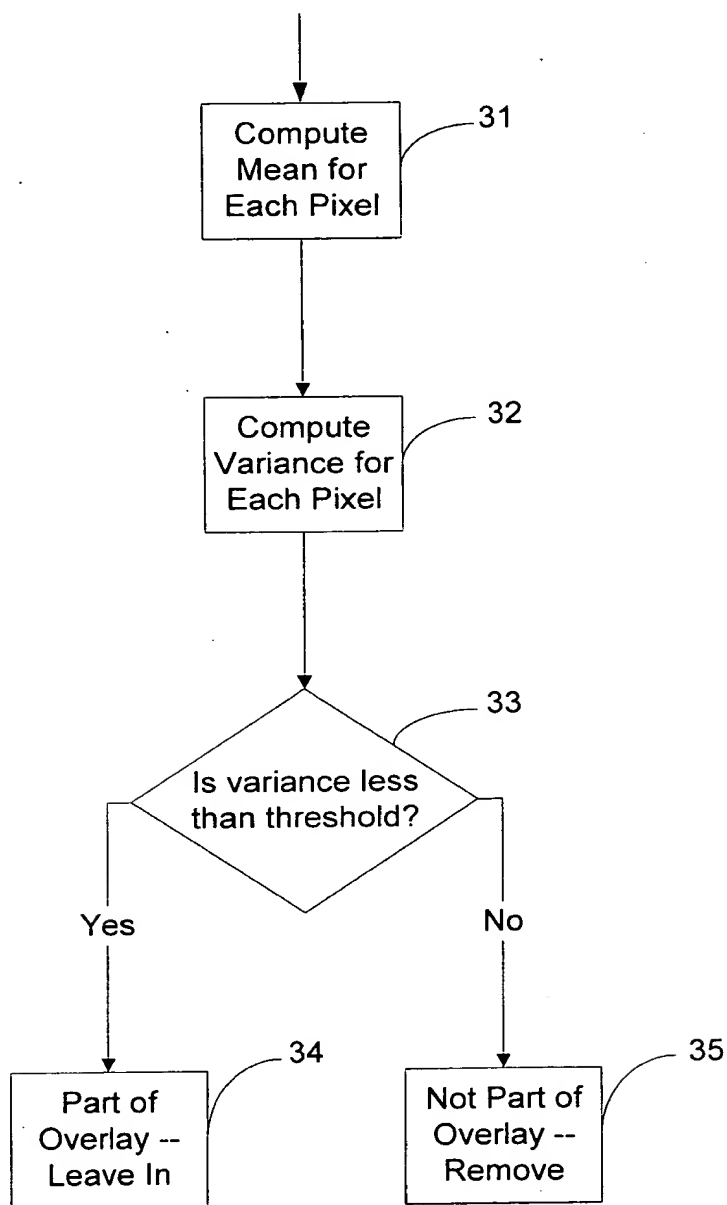 Compute
Mean for
Each Pixel
31
Compute
Variance for
Each Pixel
32
33
Is variance less
than threshold?
Yes
No
34
Part of
Overlay --
Leave In
35
Not Part of
Overlay --
Remove